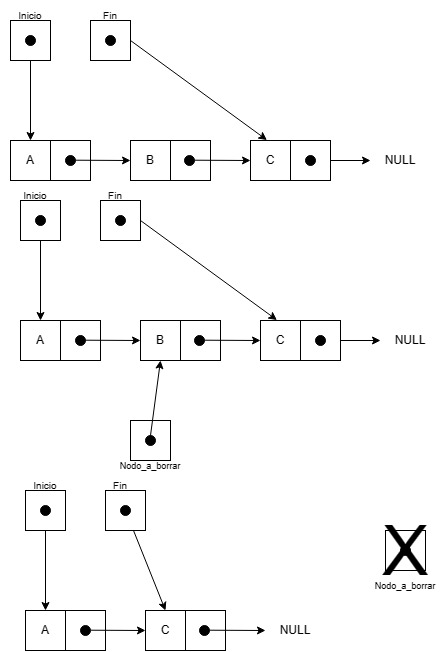 Inicio Fin
A B C NULL
Inicio Fin
A B C NULL
Nodo_a_borrar
Inicio Fin
Nodo_a_borrar
A C NULL